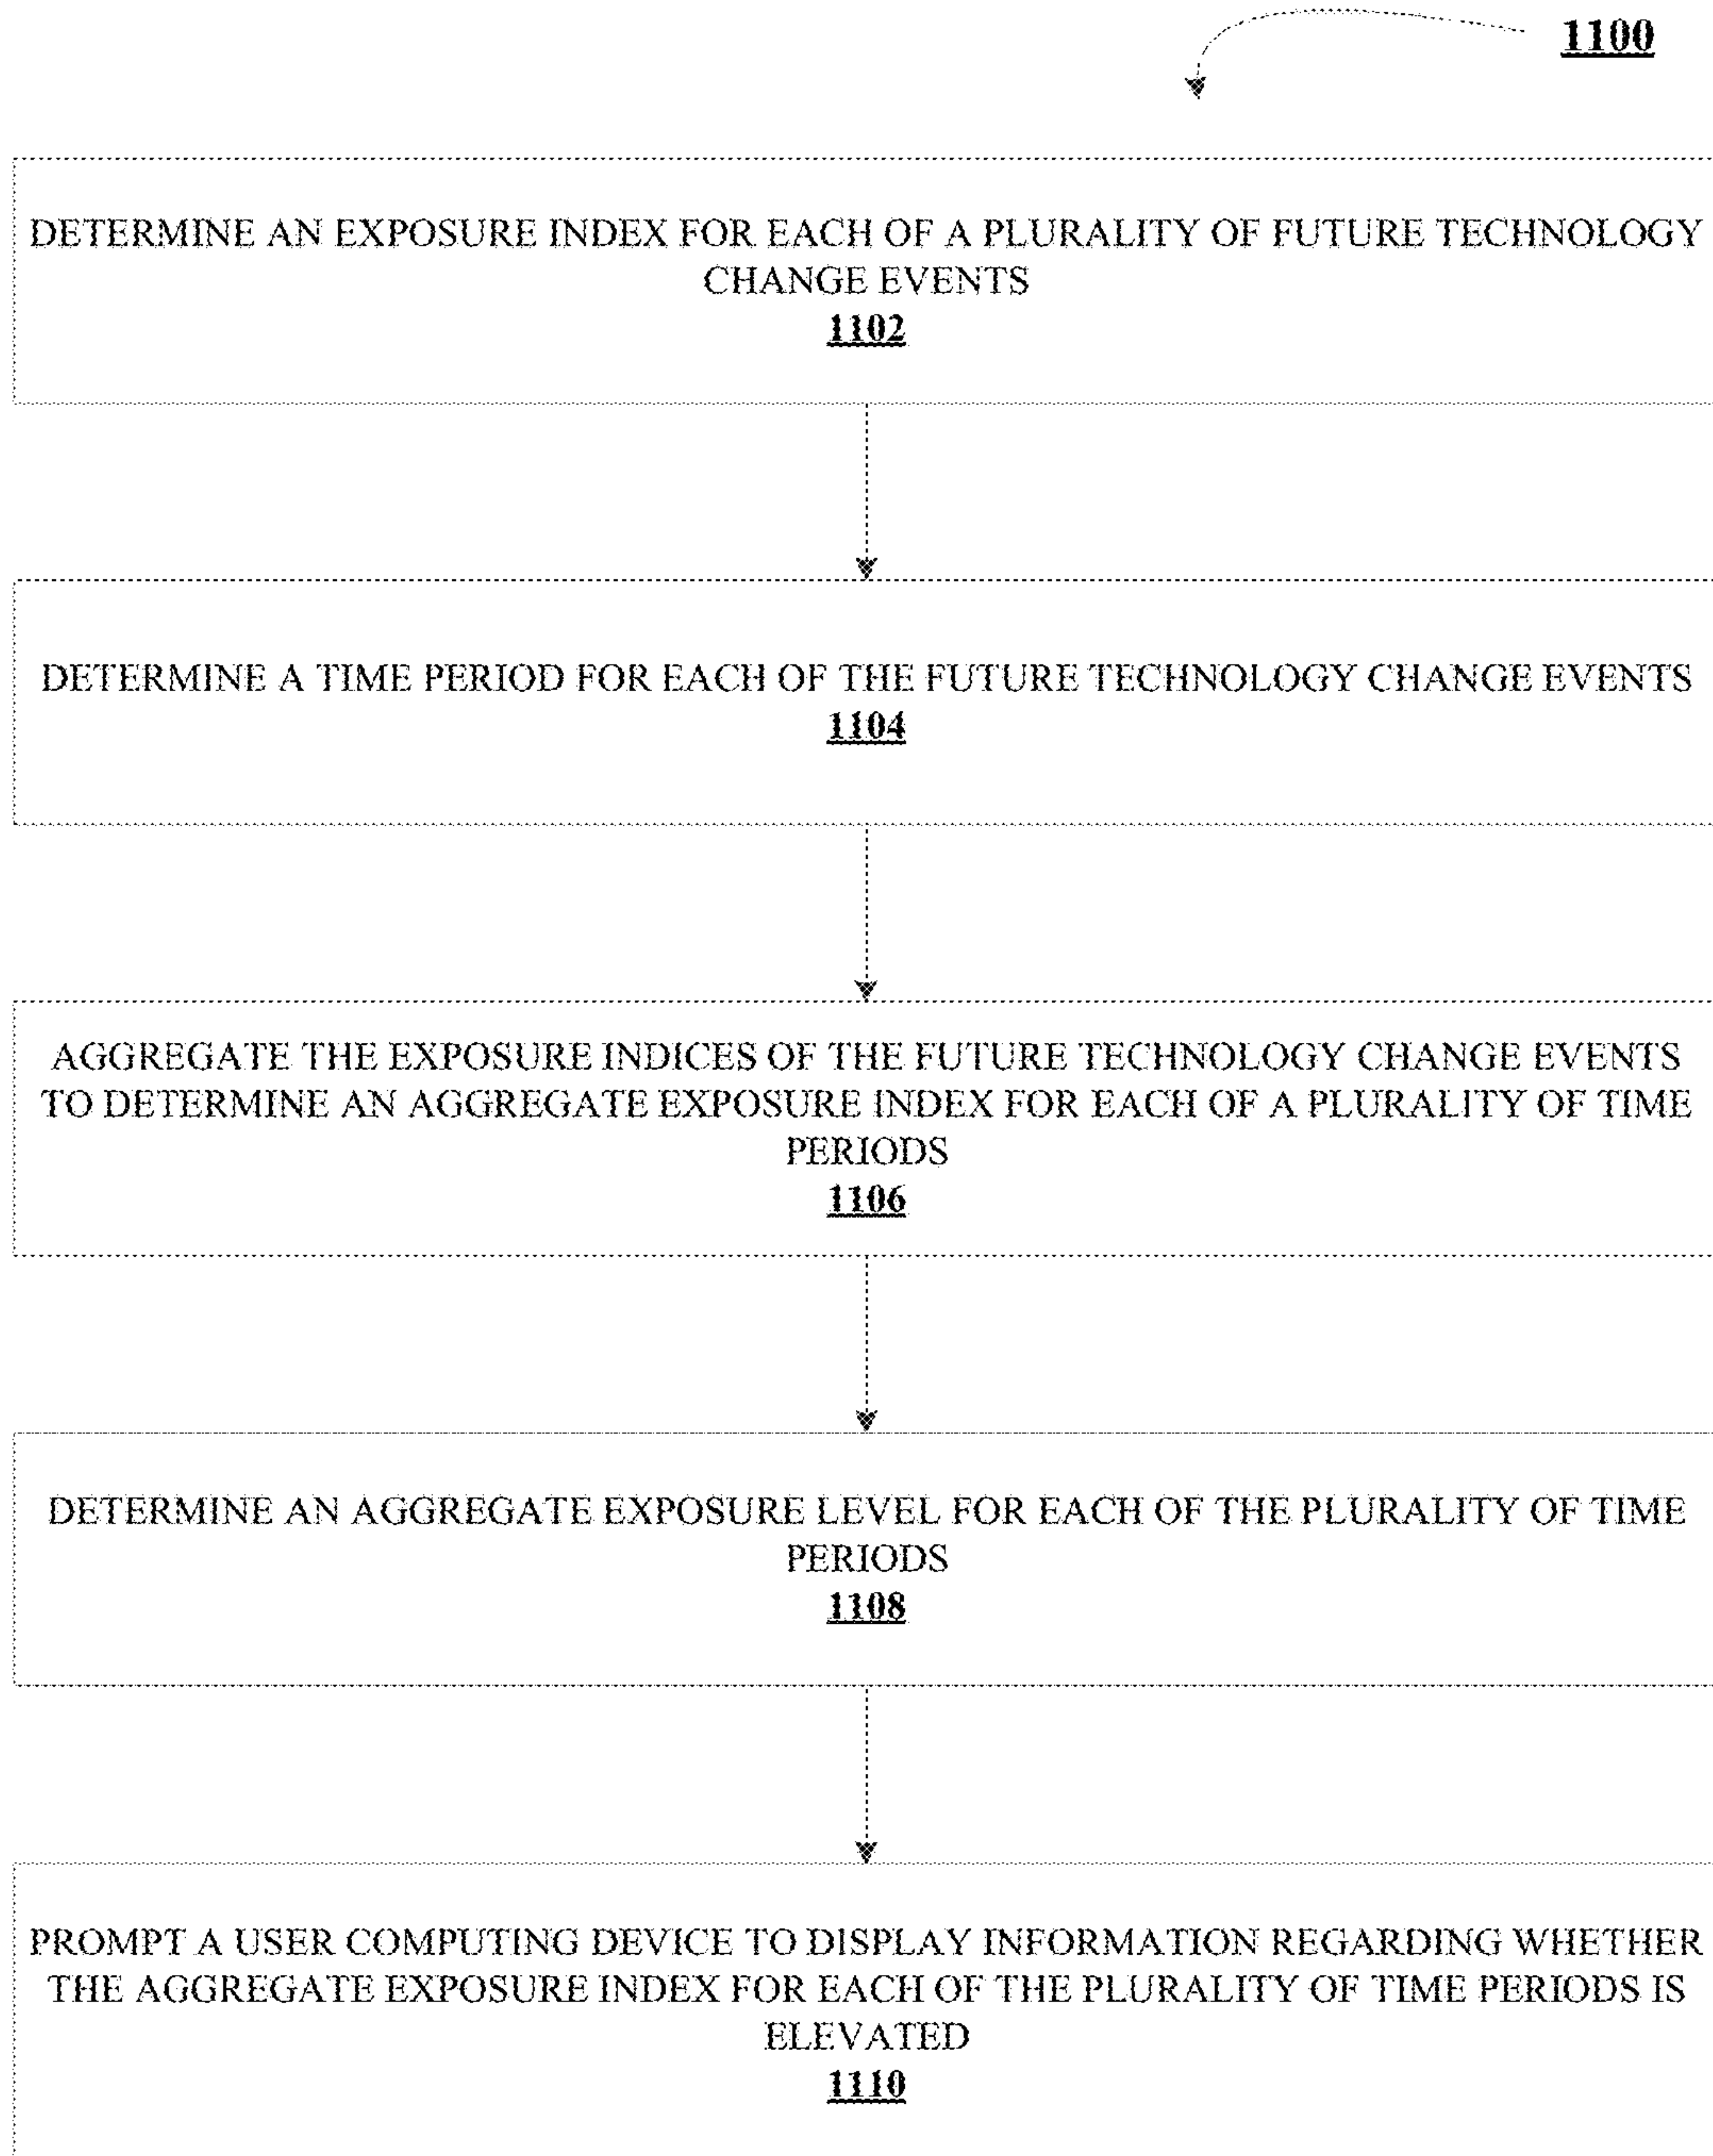 1100
DETERMINE AN EXPOSURE INDEX FOR EACH OF A PLURALITY OF FUTURE TECHNOLOGY
CHANGE EVENTS
1102
DETERMINE A TIME PERIOD FOR EACH OF THE FUTURE TECHNOLOGY CHANGE EVENTS
1104
AGGREGATE THE EXPOSURE INDICES OF THE FUTURE TECHNOLOGY CHANGE EVENTS
TO DETERMINE AN AGGREGATE EXPOSURE INDEX FOR EACH OF A PLURALITY OF TIME
PERIODS
1106
DETERMINE AN AGGREGATE EXPOSURE LEVEL FOR EACH OF THE PLURALITY OF TIME
PERIODS
1108
PROMPT A USER COMPUTING DEVICE TO DISPLAY INFORMATION REGARDING WHETHER
THE AGGREGATE EXPOSURE INDEX FOR EACH OF THE PLURALITY OF TIME PERIODS IS
ELEVATED
1110